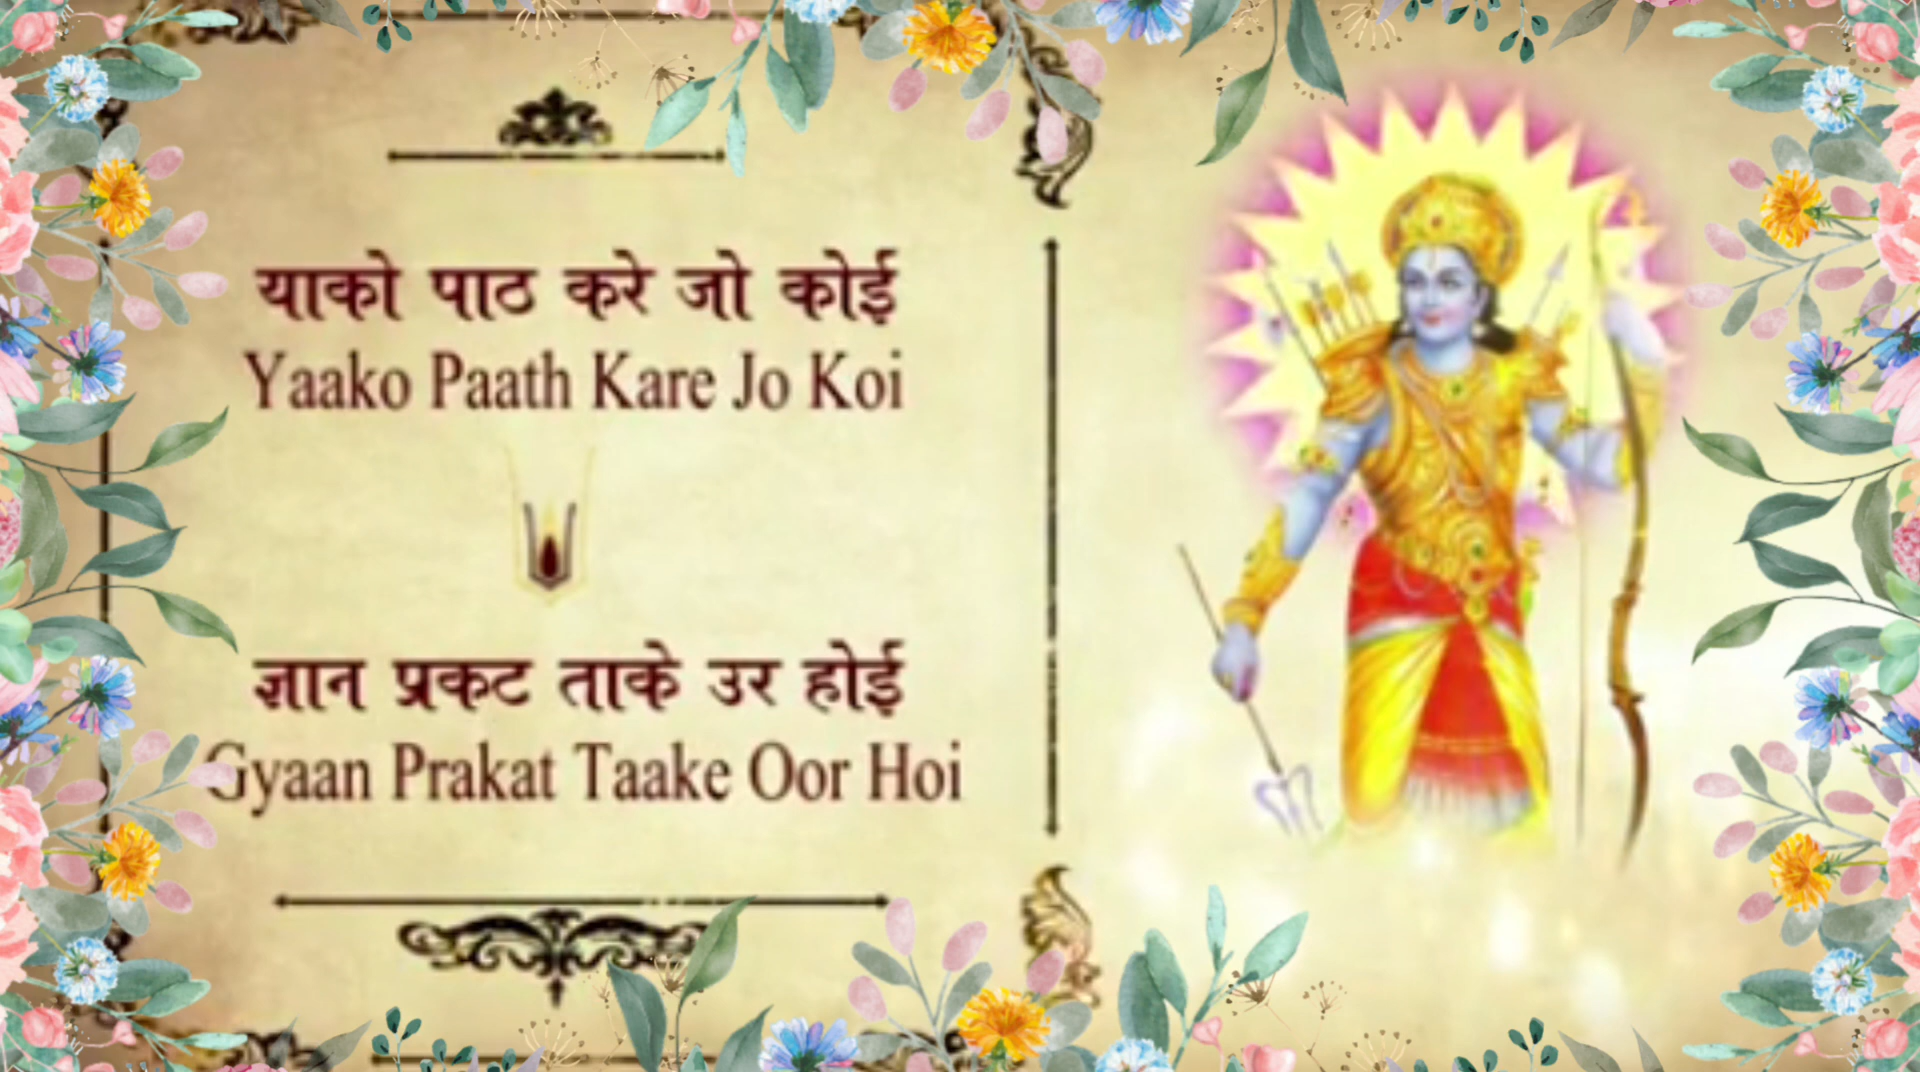 याको पाठ करे जो कोई
Yaako Paath Kare Jo Koi
ज्ञान प्रकट ताके उर होई
Gyaan Prakat Taake Oor Hoi